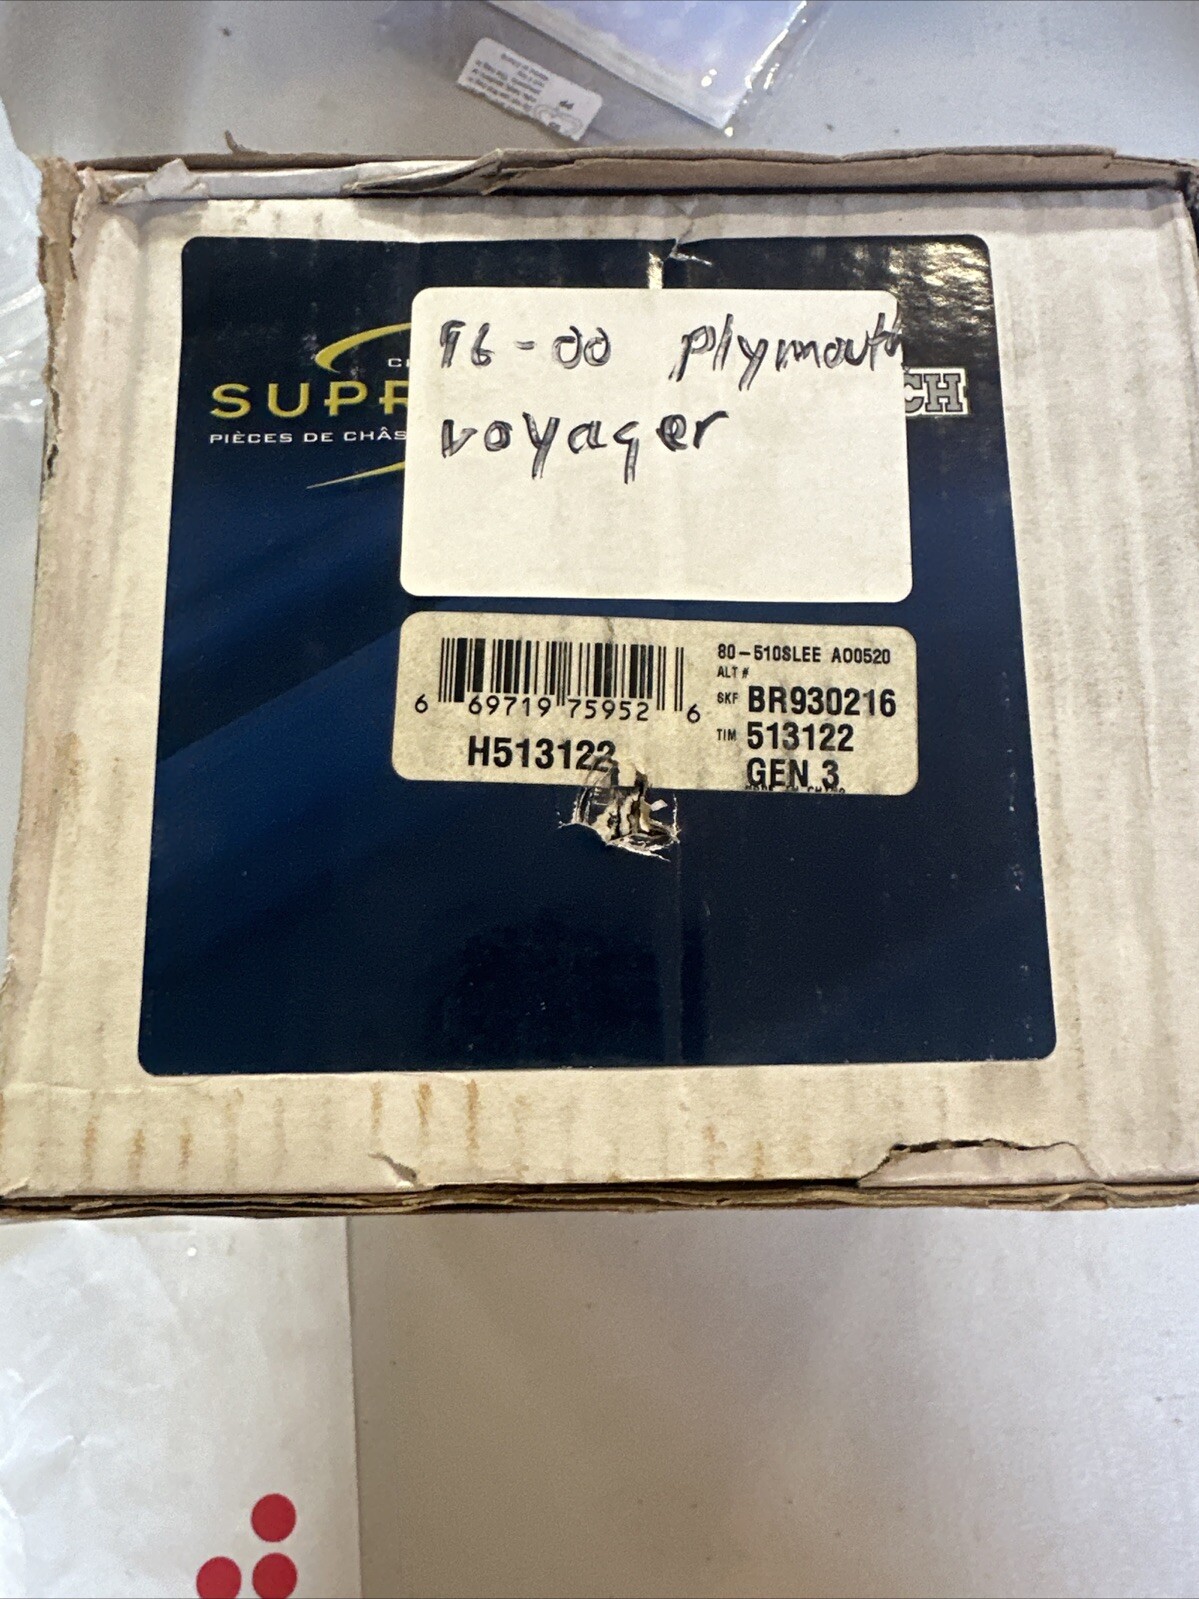 96-00 Plymouth
voyager
SUPR
PIÈCES DE CHÂS
CH
80-510SLEE A00520
ALT #
SKF BR930216
TIM 513122
GEN 3
6 69719 75952 6
H513122